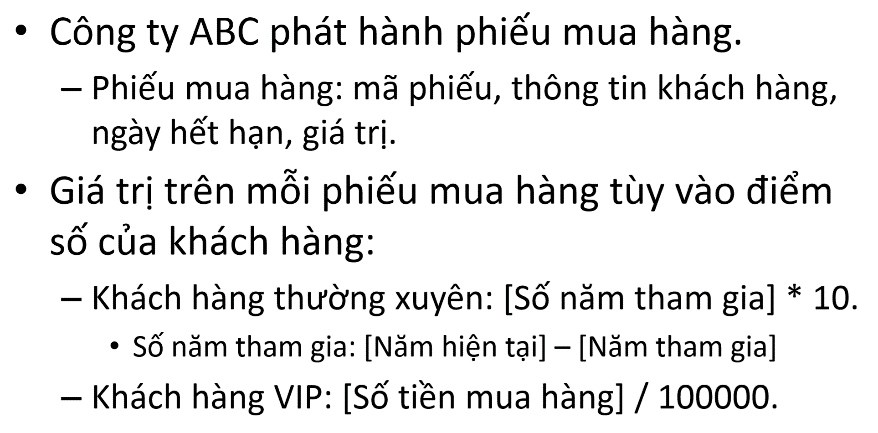 • Công ty ABC phát hành phiếu mua hàng.
– Phiếu mua hàng: mã phiếu, thông tin khách hàng,
ngày hết hạn, giá trị.
• Giá trị trên mỗi phiếu mua hàng tùy vào điểm
số của khách hàng:
– Khách hàng thường xuyên: [Số năm tham gia] * 10.
• Số năm tham gia: [Năm hiện tại] – [Năm tham gia]
– Khách hàng VIP: [Số tiền mua hàng] / 100000.